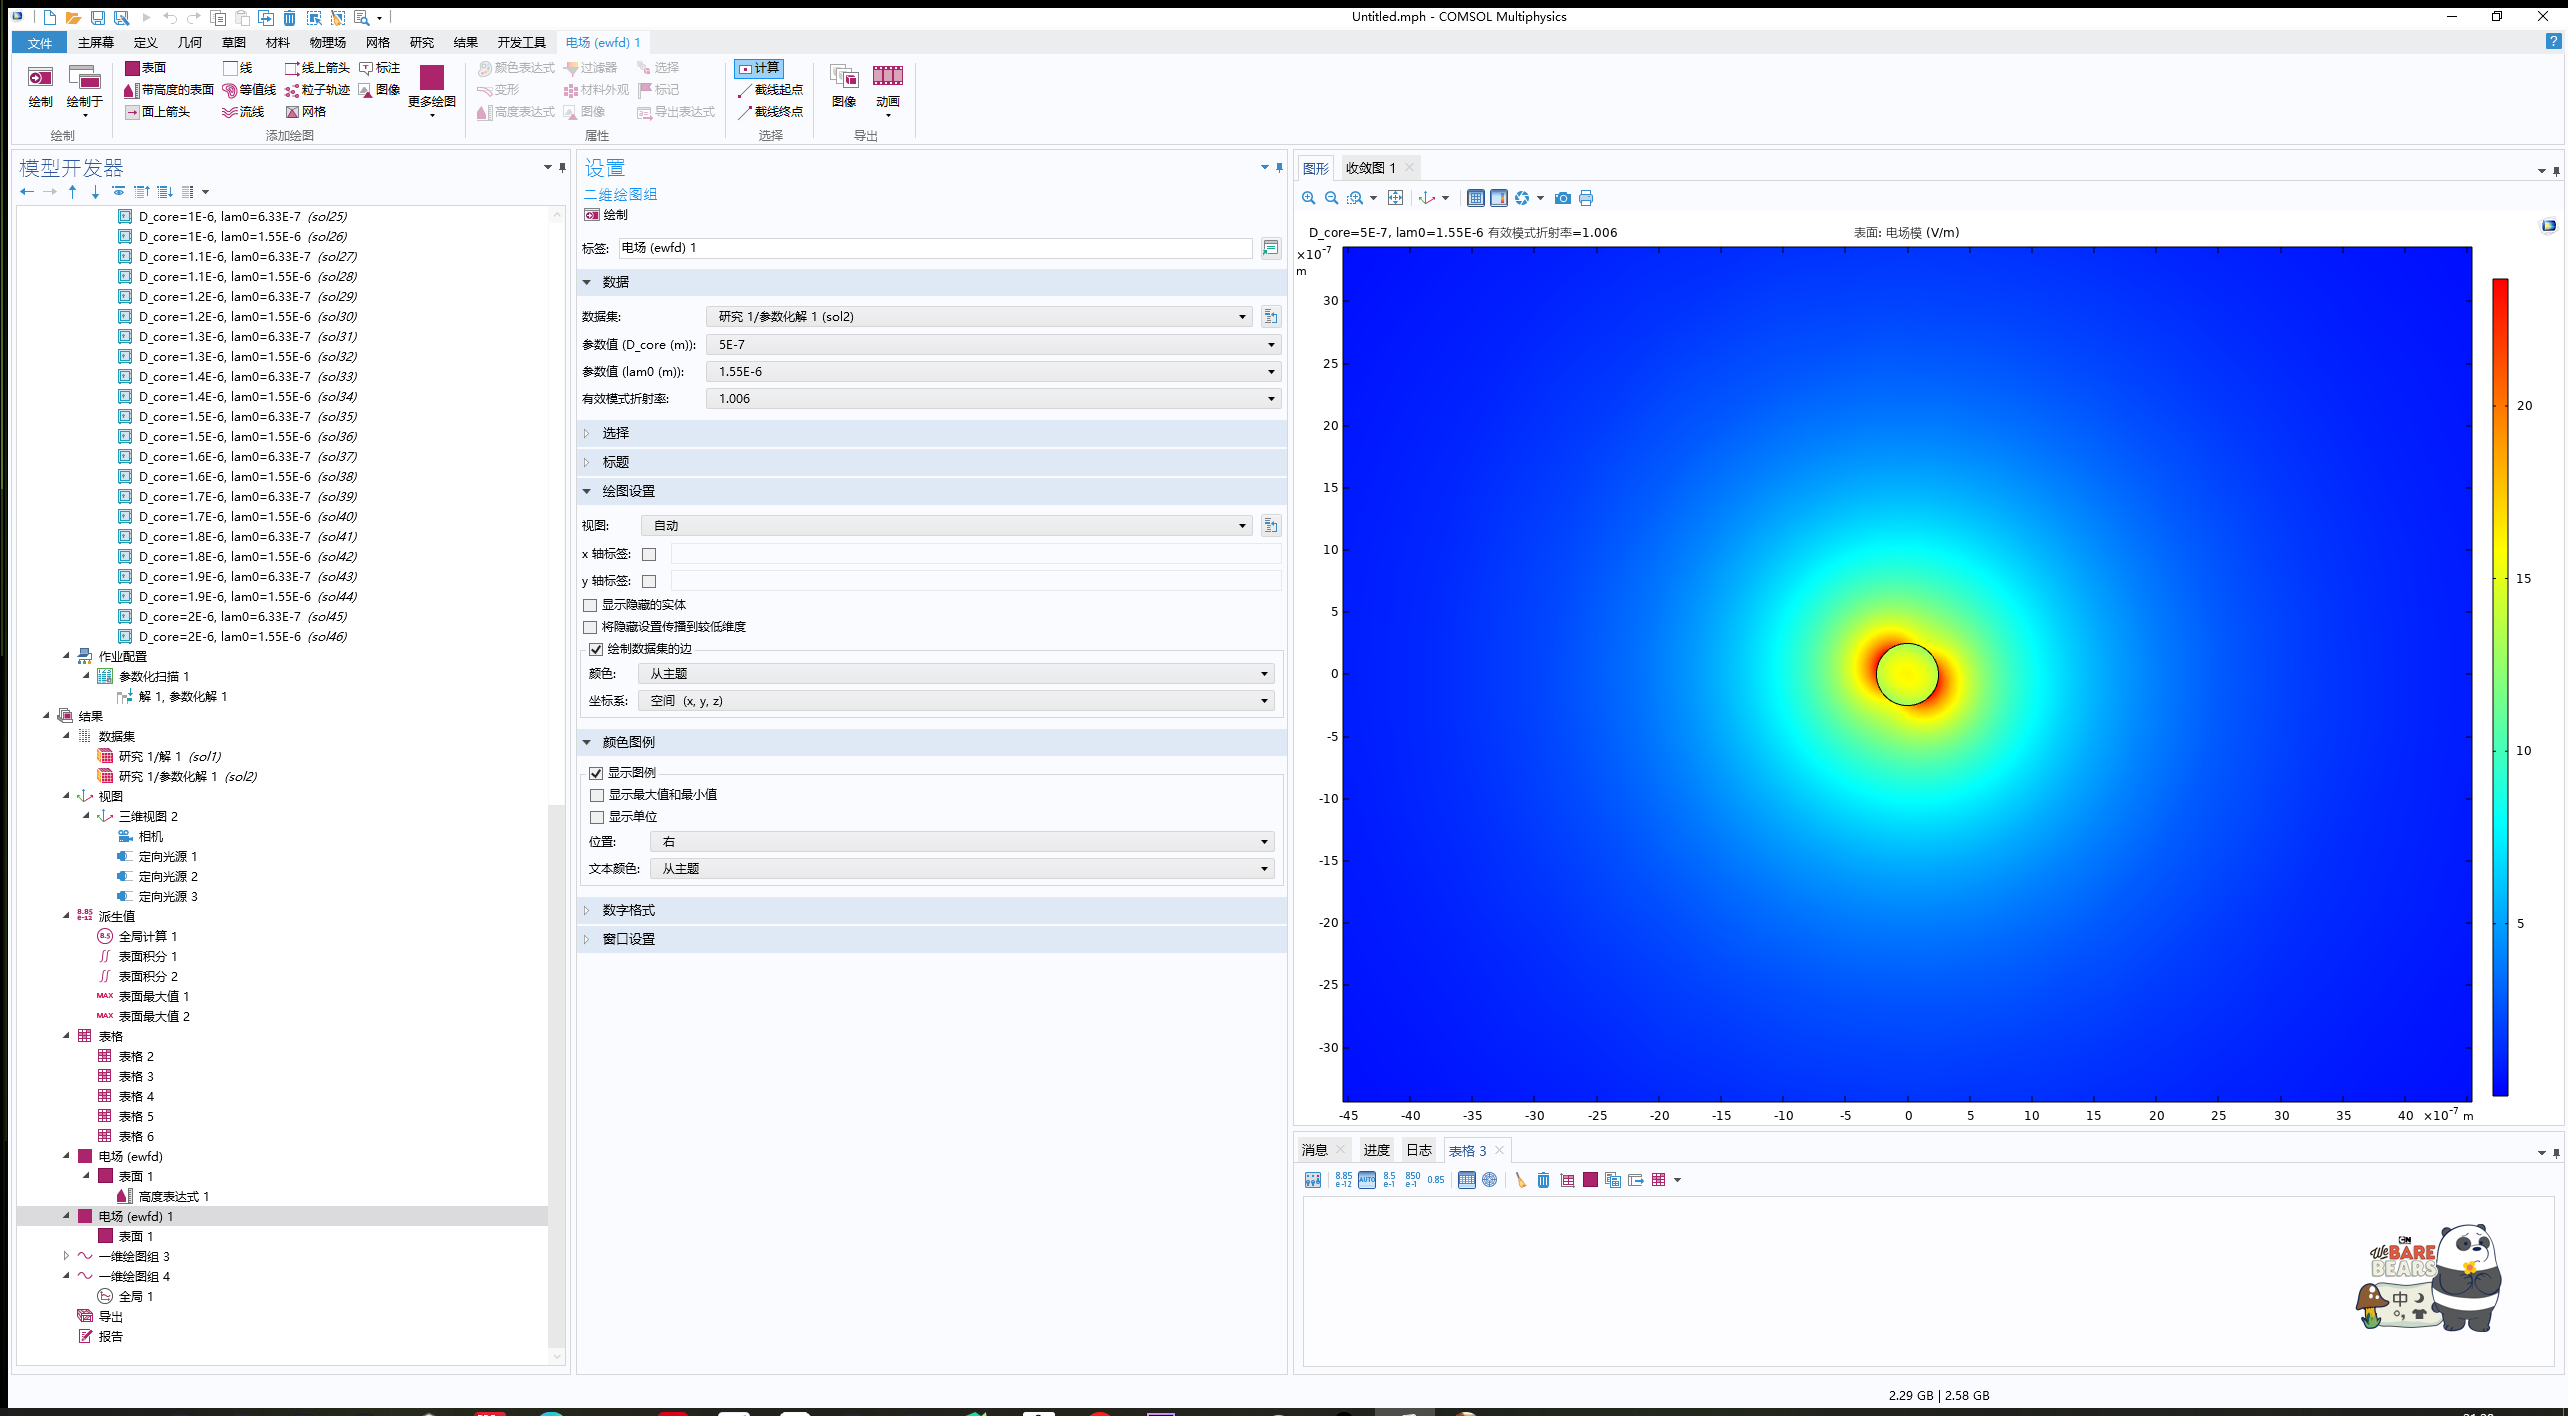 Untitled.mph - COMSOL Multiphysics
文件 主屏幕 定义 几何 草图 材料 物理场 网格 研究 结果 开发工具 电场 (ewfd) 1
绘制
绘制于
绘制
表面 线 线上箭头 标注
带高度的表面 等值线 粒子轨迹 图像
面上箭头 流线 网格
更多绘图
添加绘图
颜色表达式 过滤器 选择
变形 材料外观 标记
高度表达式 图像 导出表达式
属性
计算
截线起点
截线终点
选择
图像
动画
导出
模型开发器
D_core=1E-6, lam0=6.33E-7 (sol25)
D_core=1E-6, lam0=1.55E-6 (sol26)
D_core=1.1E-6, lam0=6.33E-7 (sol27)
D_core=1.1E-6, lam0=1.55E-6 (sol28)
D_core=1.2E-6, lam0=6.33E-7 (sol29)
D_core=1.2E-6, lam0=1.55E-6 (sol30)
D_core=1.3E-6, lam0=6.33E-7 (sol31)
D_core=1.3E-6, lam0=1.55E-6 (sol32)
D_core=1.4E-6, lam0=6.33E-7 (sol33)
D_core=1.4E-6, lam0=1.55E-6 (sol34)
D_core=1.5E-6, lam0=6.33E-7 (sol35)
D_core=1.5E-6, lam0=1.55E-6 (sol36)
D_core=1.6E-6, lam0=6.33E-7 (sol37)
D_core=1.6E-6, lam0=1.55E-6 (sol38)
D_core=1.7E-6, lam0=6.33E-7 (sol39)
D_core=1.7E-6, lam0=1.55E-6 (sol40)
D_core=1.8E-6, lam0=6.33E-7 (sol41)
D_core=1.8E-6, lam0=1.55E-6 (sol42)
D_core=1.9E-6, lam0=6.33E-7 (sol43)
D_core=1.9E-6, lam0=1.55E-6 (sol44)
D_core=2E-6, lam0=6.33E-7 (sol45)
D_core=2E-6, lam0=1.55E-6 (sol46)
作业配置
参数化扫描 1
解 1, 参数化解 1
结果
数据集
研究 1/解 1 (sol1)
研究 1/参数化解 1 (sol2)
视图
三维视图 2
相机
定向光源 1
定向光源 2
定向光源 3
8.85 e-12 派生值
8.5 全局计算 1
表面积分 1
表面积分 2
MAX 表面最大值 1
MAX 表面最大值 2
表格
表格 2
表格 3
表格 4
表格 5
表格 6
电场 (ewfd)
表面 1
高度表达式 1
电场 (ewfd) 1
表面 1
一维绘图组 3
一维绘图组 4
全局 1
导出
报告
设置
二维绘图组
绘制
标签: 电场 (ewfd) 1
数据
数据集: 研究 1/参数化解 1 (sol2)
参数值 (D_core (m)): 5E-7
参数值 (lam0 (m)): 1.55E-6
有效模式折射率: 1.006
选择
标题
绘图设置
视图: 自动
x 轴标签:
y 轴标签:
显示隐藏的实体
将隐藏设置传播到较低维度
绘制数据集的边
颜色: 从主题
坐标系: 空间 (x, y, z)
颜色图例
显示图例
显示最大值和最小值
显示单位
位置: 右
文本颜色: 从主题
数字格式
窗口设置
图形 收敛图 1
D_core=5E-7, lam0=1.55E-6 有效模式折射率=1.006 表面: 电场模 (V/m)
×10⁻⁷
m
30
25
20
15
10
5
0
-5
-10
-15
-20
-25
-30
-45 -40 -35 -30 -25 -20 -15 -10 -5 0 5 10 15 20 25 30 35 40 ×10⁻⁷ m
20
15
10
5
消息 进度 日志 表格 3
8.85 e-12 AUTO 8.5 e-1 850 e-1 0.85
CN
We BARE
BEARS
中
2.29 GB | 2.58 GB